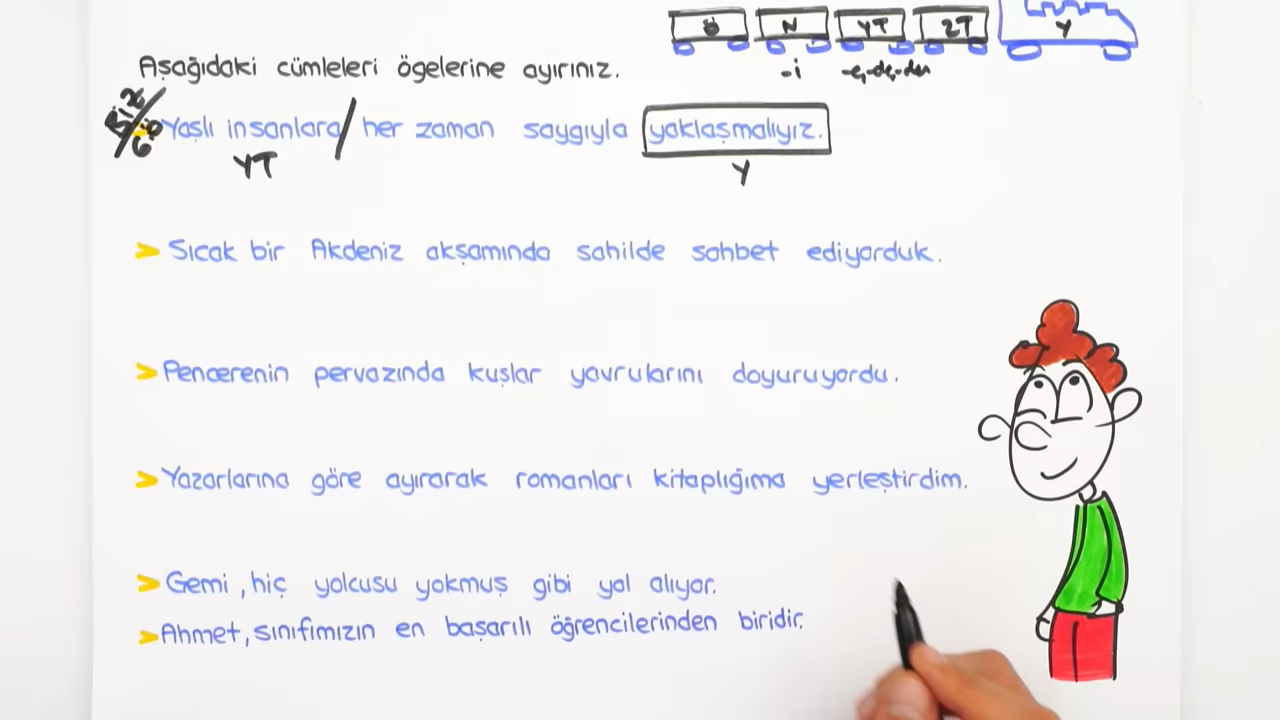 Ö N YT ZT Y
-i -e,-de,-den
Aşağıdaki cümleleri ögelerine ayırınız.
Biz
GÖ
Yaşlı insanlara / her zaman saygıyla yaklaşmalıyız.
YT Y
> Sıcak bir Akdeniz akşamında sahilde sohbet ediyorduk.
> Pencerenin pervazında kuşlar yavrularını doyuruyordu.
> Yazarlarına göre ayırarak romanları kitaplığıma yerleştirdim.
> Gemi, hiç yolcusu yokmuş gibi yol alıyor.
> Ahmet, sınıfımızın en başarılı öğrencilerinden biridir.